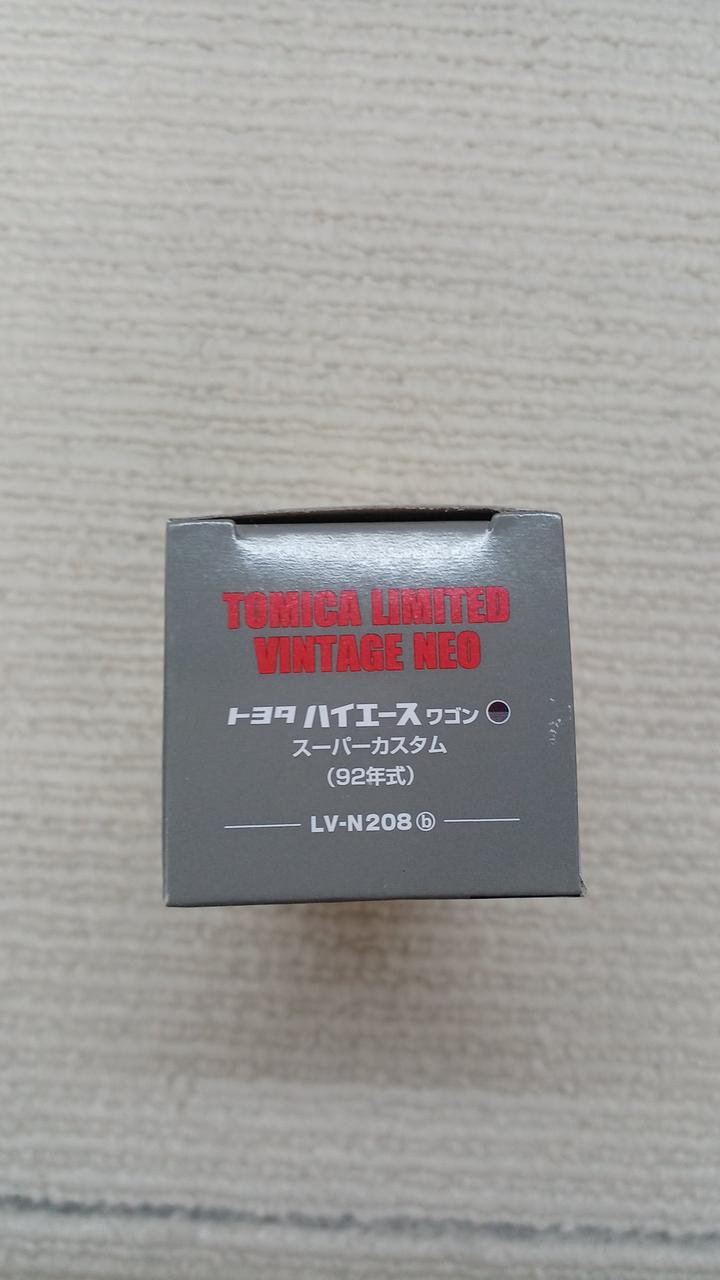 TOMICA LIMITED
VINTAGE NEO
トヨタ ハイエース ワゴン
スーパーカスタム
(92年式)
LV-N208ⓑ